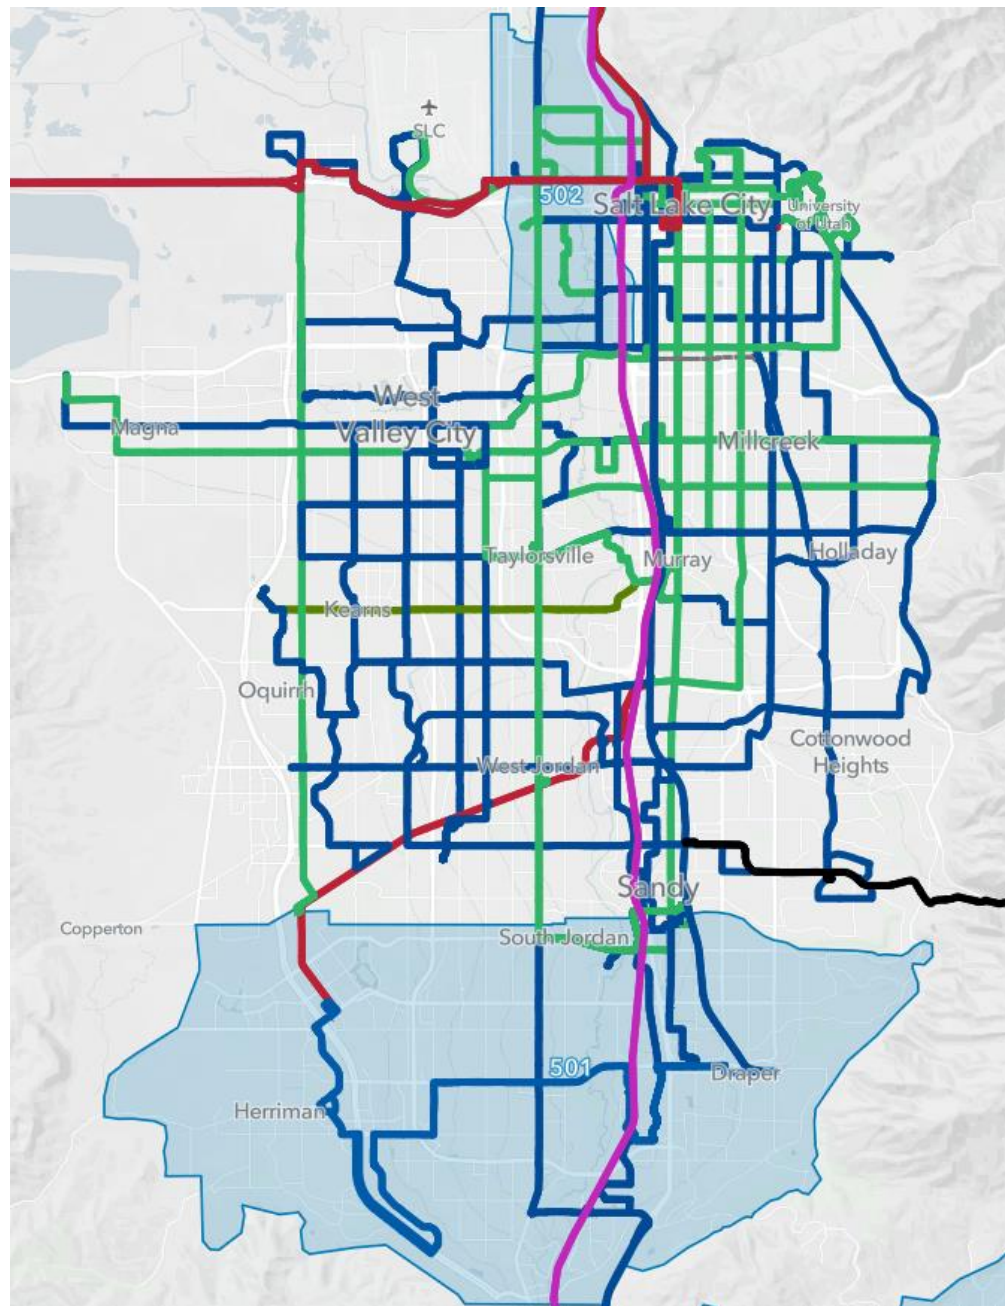 SLC
502
Salt Lake City
University
of Utah
West
Valley City
Magna
Millcreek
Taylorsville
Murray
Holladay
Kearns
Oquirrh
Cottonwood
Heights
West Jordan
Sandy
Copperton
South Jordan
501
Draper
Herriman